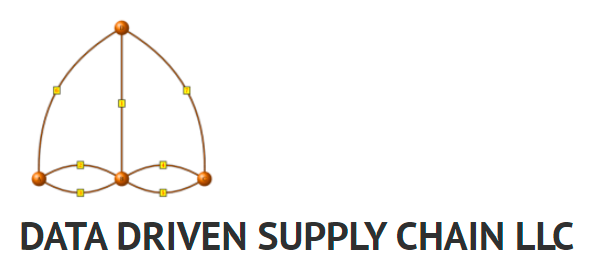 DATA DRIVEN SUPPLY CHAIN LLC